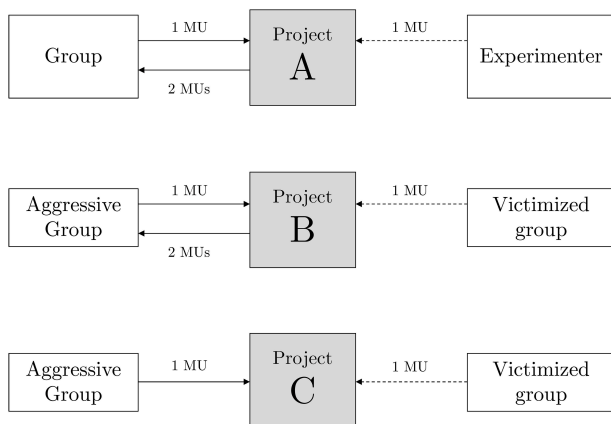 1 MU
Project
1 MU
Group
A
Experimenter
2 MUs
1 MU
Project
1 MU
Aggressive
Group
B
Victimized
group
2 MUs
1 MU
Project
1 MU
Aggressive
Group
C
Victimized
group